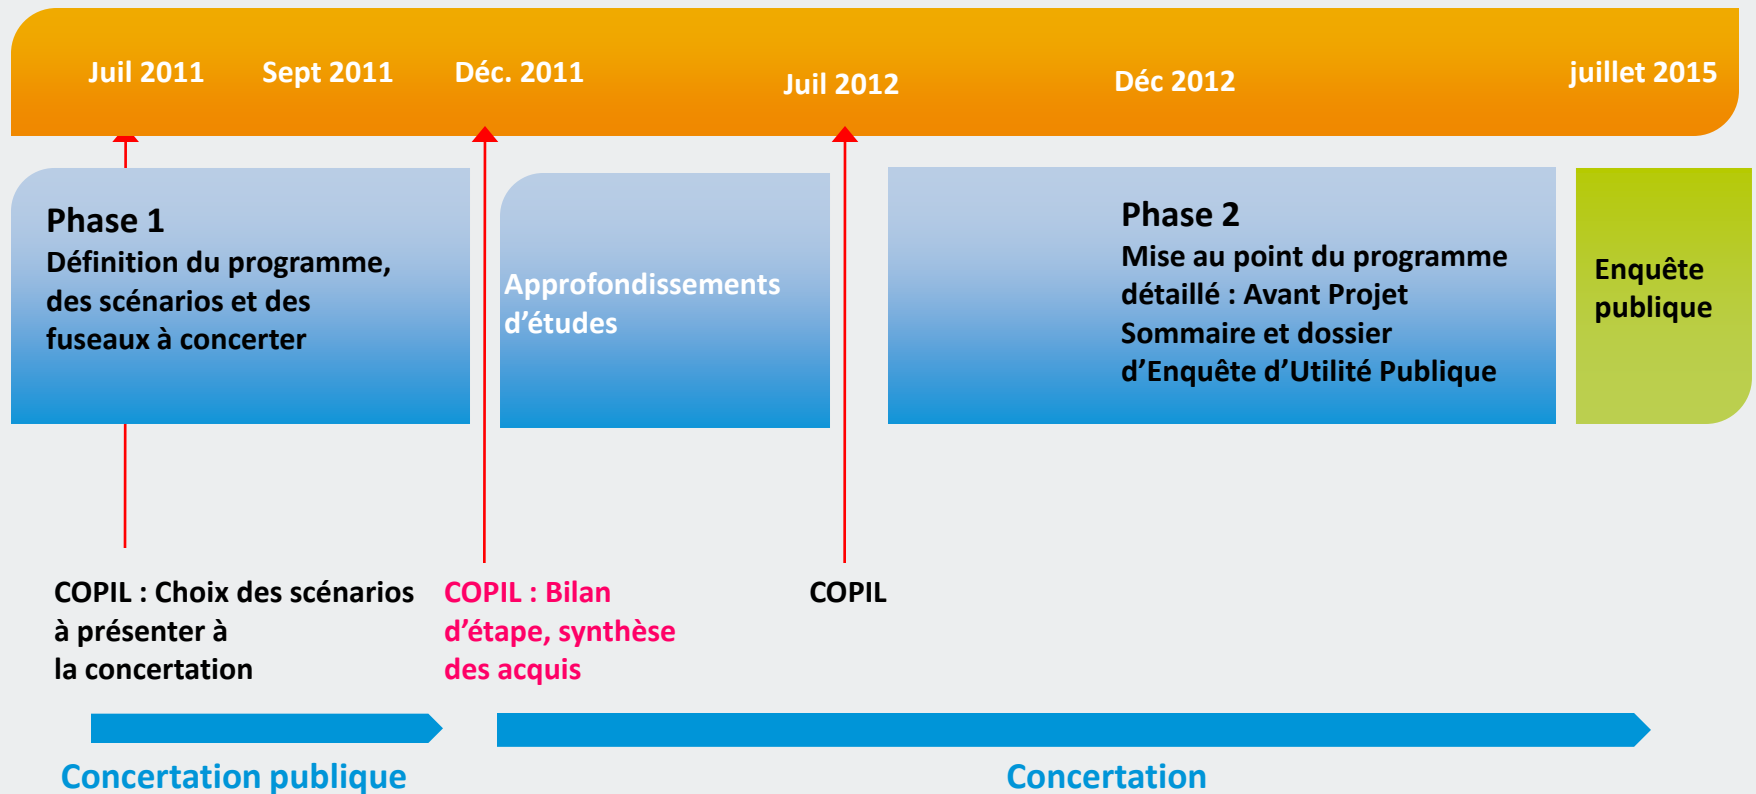 Juil 2011
Sept 2011
Déc. 2011
Juil 2012
Déc 2012
juillet 2015
Phase 1
Définition du programme,
des scénarios et des
fuseaux à concerter
Approfondissements
d’études
Phase 2
Mise au point du programme
détaillé : Avant Projet
Sommaire et dossier
d’Enquête d’Utilité Publique
Enquête
publique
COPIL : Choix des scénarios
à présenter à
la concertation
COPIL : Bilan
d’étape, synthèse
des acquis
COPIL
Concertation publique
Concertation